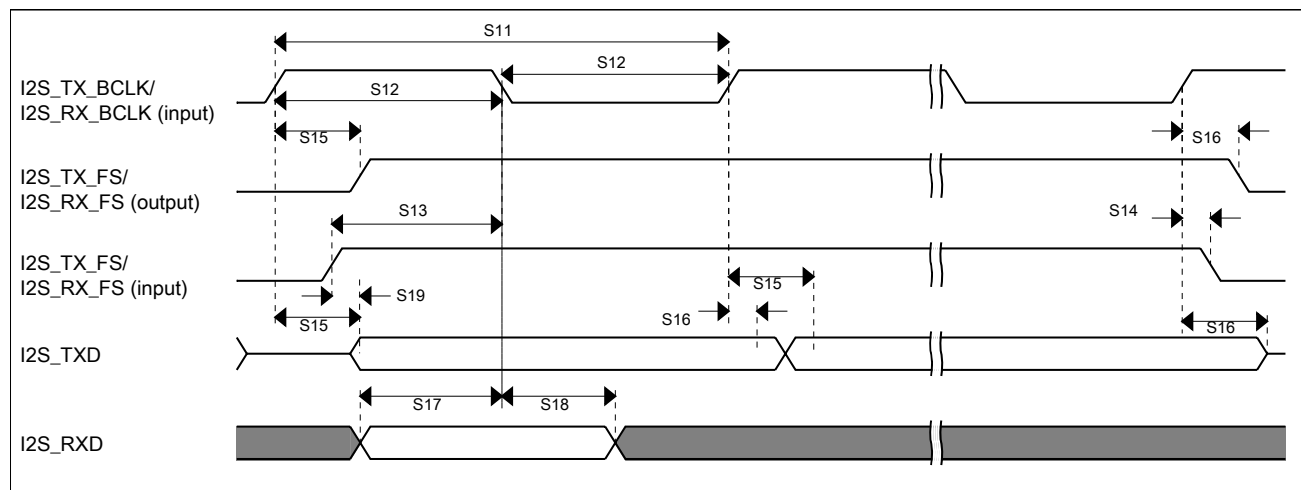 S11
I2S_TX_BCLK/
I2S_RX_BCLK (input)
S12
S12
S15
S16
I2S_TX_FS/
I2S_RX_FS (output)
S13
S14
I2S_TX_FS/
I2S_RX_FS (input)
S15
S19
S16
S15
S16
I2S_TXD
S17
S18
I2S_RXD